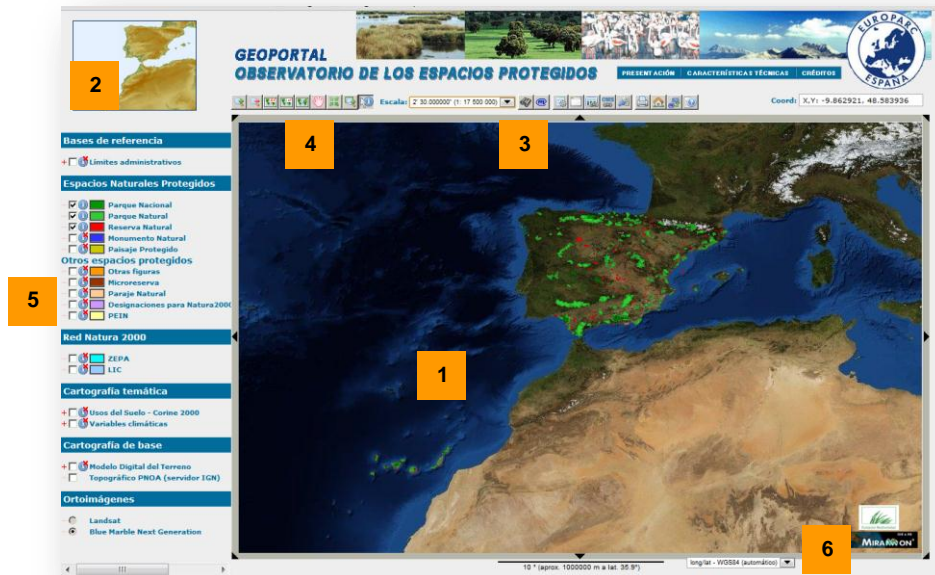 GEOPORTAL
OBSERVATORIO DE LOS ESPACIOS PROTEGIDOS
PRESENTACIÓN | CARACTERÍSTICAS TÉCNICAS | CRÉDITOS
EUROPARC
ESPAÑA
2
Escala: 2' 30.000000" (1: 17 500 000)
Coord: X,Y: -9.862921, 48.583936
4
3
Bases de referencia
Límites administrativos
Espacios Naturales Protegidos
Parque Nacional
Parque Natural
Reserva Natural
Monumento Natural
Paisaje Protegido
Otros espacios protegidos
Otras figuras
Microreserva
Paraje Natural
Designaciones para Natura2000
PEIN
5
Red Natura 2000
ZEPA
LIC
1
Cartografía temática
Usos del Suelo - Corine 2000
Variables climáticas
Cartografía de base
Modelo Digital del Terreno
Topográfico PNOA (servidor IGN)
Ortoimágenes
Landsat
Blue Marble Next Generation
MIRAMON
6
10 ° (aprox. 1000000 m a lat. 35.9°)
long/lat - WGS84 (automático)